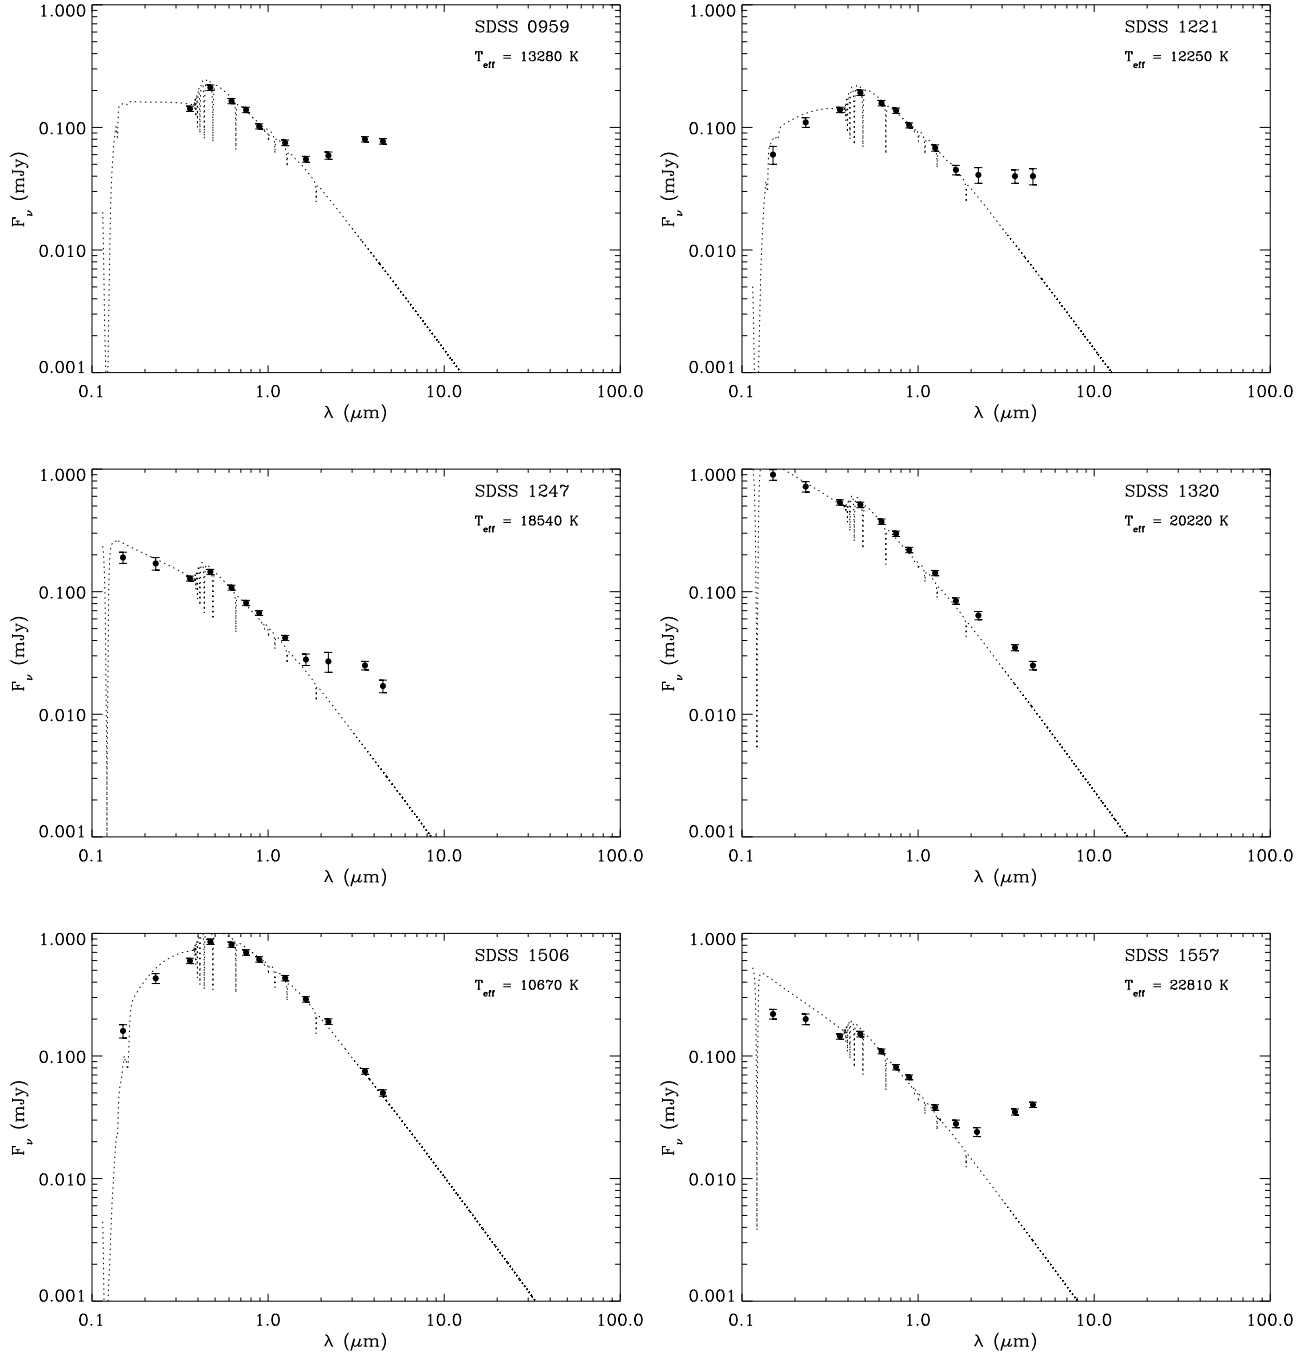 1.000
0.100
0.010
0.001
F_ν (mJy)
SDSS 0959
T_eff = 13280 K
0.1 1.0 10.0 100.0
λ (μm)
1.000
0.100
0.010
0.001
F_ν (mJy)
SDSS 1221
T_eff = 12250 K
0.1 1.0 10.0 100.0
λ (μm)
1.000
0.100
0.010
0.001
F_ν (mJy)
SDSS 1247
T_eff = 18540 K
0.1 1.0 10.0 100.0
λ (μm)
1.000
0.100
0.010
0.001
F_ν (mJy)
SDSS 1320
T_eff = 20220 K
0.1 1.0 10.0 100.0
λ (μm)
1.000
0.100
0.010
0.001
F_ν (mJy)
SDSS 1506
T_eff = 10670 K
0.1 1.0 10.0 100.0
λ (μm)
1.000
0.100
0.010
0.001
F_ν (mJy)
SDSS 1557
T_eff = 22810 K
0.1 1.0 10.0 100.0
λ (μm)